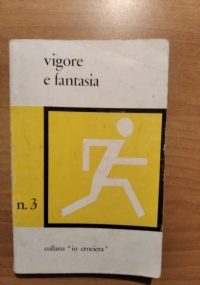 vigore
e fantasia
n. 3
collana "in crociera"